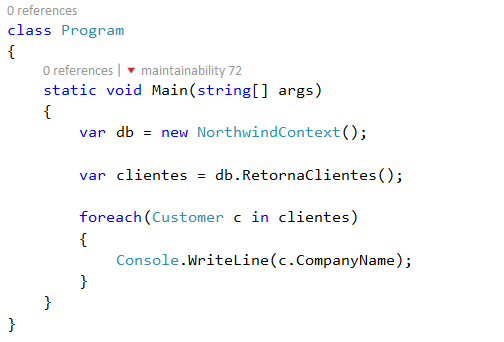 0 references
class Program
{
0 references | ▼ maintainability 72
static void Main(string[] args)
{
var db = new NorthwindContext();
var clientes = db.RetornaClientes();
foreach(Customer c in clientes)
{
Console.WriteLine(c.CompanyName);
}
}
}